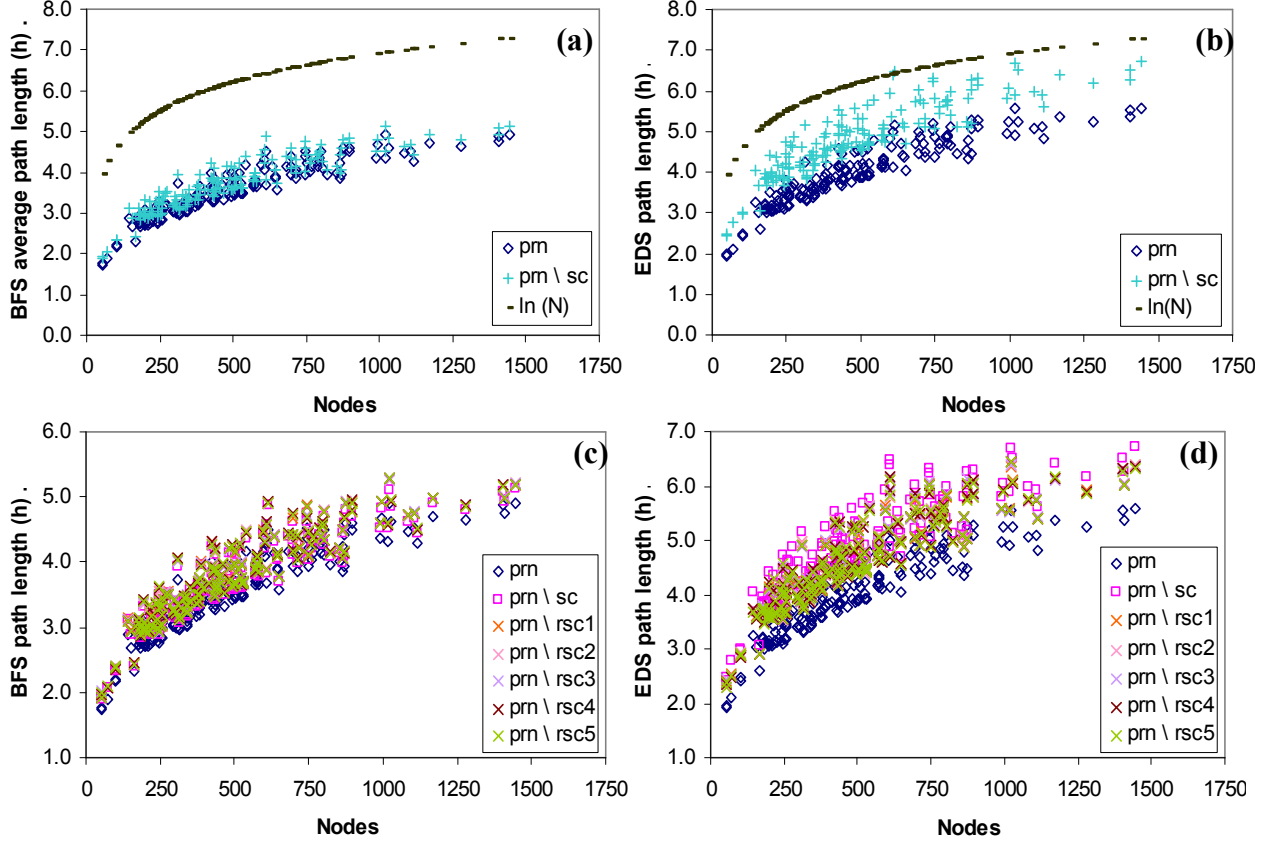 (a)
BFS average path length (h) .
8.0
7.0
6.0
5.0
4.0
3.0
2.0
1.0
0.0
prn
prn \ sc
ln (N)
0 250 500 750 1000 1250 1500 1750
Nodes
(b)
EDS path length (h) .
8.0
7.0
6.0
5.0
4.0
3.0
2.0
1.0
0.0
prn
prn \ sc
ln(N)
0 250 500 750 1000 1250 1500 1750
Nodes
(c)
BFS path length (h) .
6.0
5.0
4.0
3.0
2.0
1.0
prn
prn \ sc
prn \ rsc1
prn \ rsc2
prn \ rsc3
prn \ rsc4
prn \ rsc5
0 250 500 750 1000 1250 1500 1750
Nodes
(d)
EDS path length (h) .
7.0
6.0
5.0
4.0
3.0
2.0
1.0
prn
prn \ sc
prn \ rsc1
prn \ rsc2
prn \ rsc3
prn \ rsc4
prn \ rsc5
0 250 500 750 1000 1250 1500 1750
Nodes